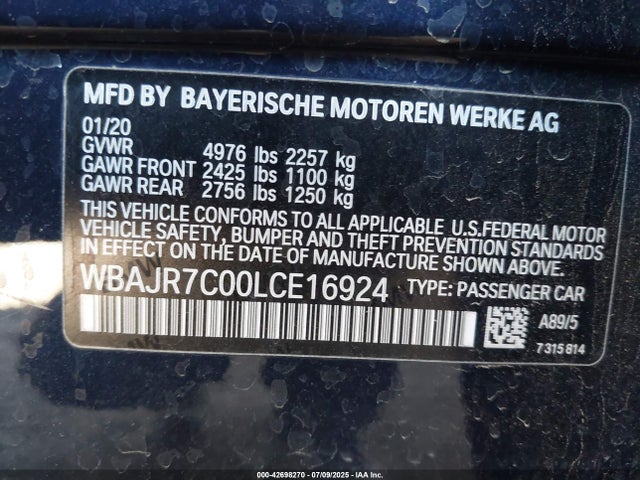 MFD BY BAYERISCHE MOTOREN WERKE AG
01/20
GVWR 4976 lbs 2257 kg
GAWR FRONT 2425 lbs 1100 kg
GAWR REAR 2756 lbs 1250 kg
THIS VEHICLE CONFORMS TO ALL APPLICABLE U.S.FEDERAL MOTOR
VEHICLE SAFETY, BUMPER AND THEFT PREVENTION STANDARDS
IN EFFECT ON THE DATE OF MANUFACTURE SHOWN ABOVE.
WBAJR7C00LCE16924 TYPE: PASSENGER CAR
A89/5
7 315 814
000-42698270 - 07/09/2025 - IAA Inc.